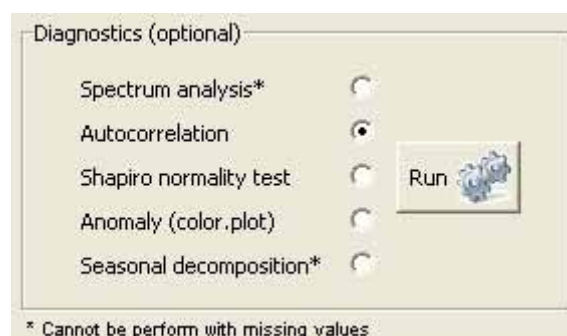 Diagnostics (optional)
Spectrum analysis*
Autocorrelation
Shapiro normality test
Run
Anomaly (color.plot)
Seasonal decomposition*
* Cannot be perform with missing values